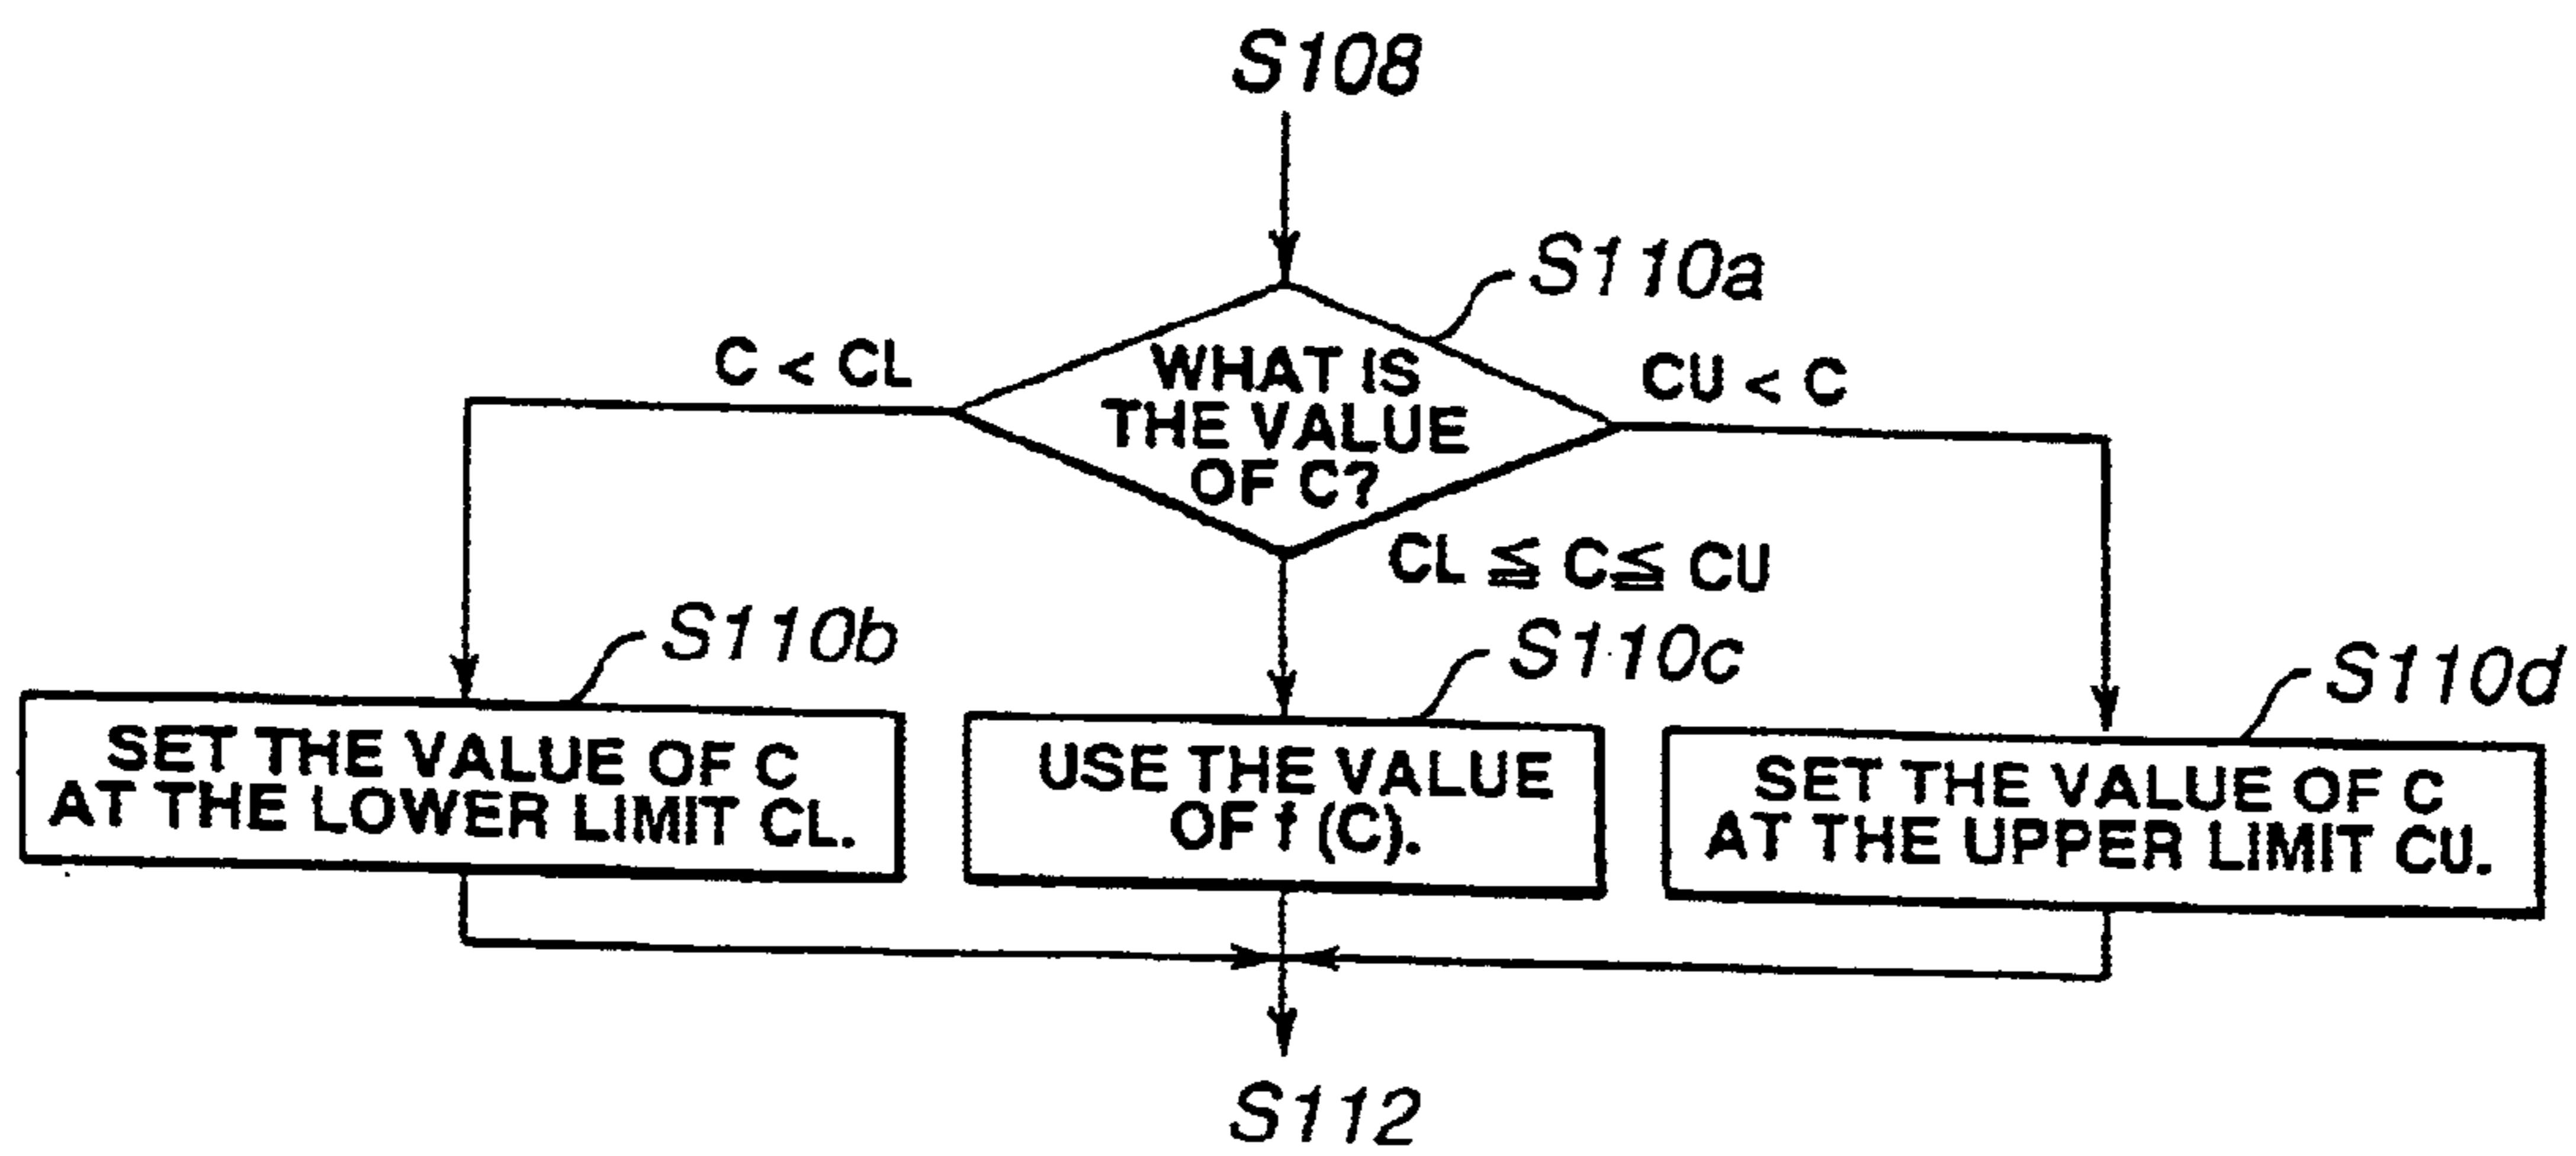 S108
S110a
C < CL
WHAT IS
THE VALUE
OF C?
CU < C
CL ≦ C ≦ CU
S110b
S110c
S110d
SET THE VALUE OF C
AT THE LOWER LIMIT CL.
USE THE VALUE
OF f (C).
SET THE VALUE OF C
AT THE UPPER LIMIT CU.
S112